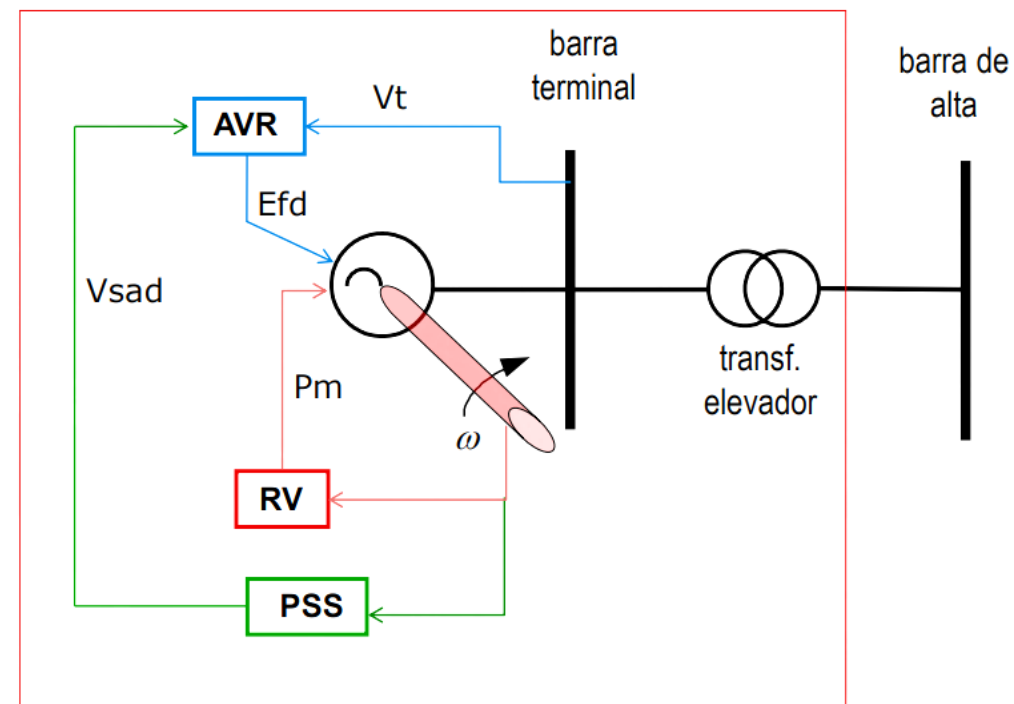 barra
terminal
barra de
alta
Vt
AVR
Efd
Vsad
Pm
ω
transf.
elevador
RV
PSS